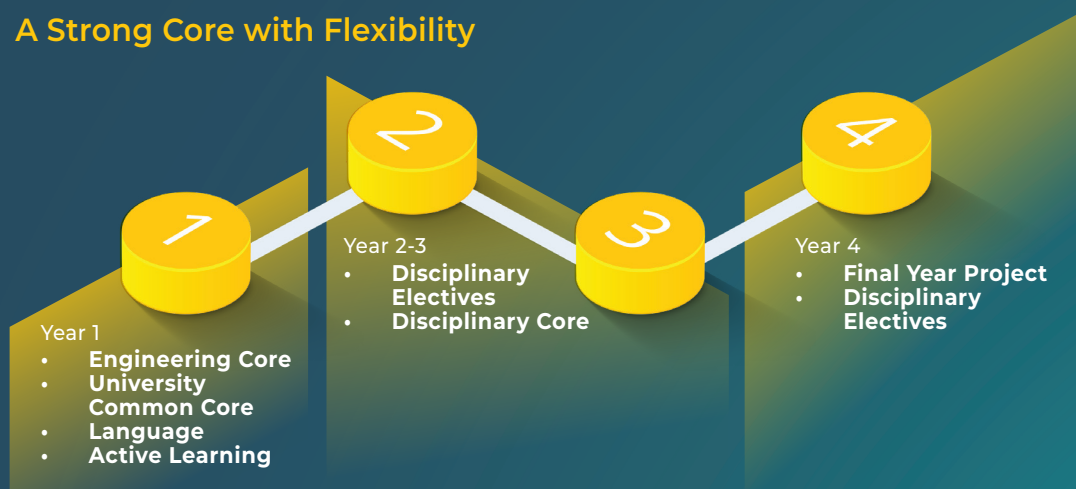 A Strong Core with Flexibility
1
2
3
4
Year 1
• Engineering Core
• University
Common Core
• Language
• Active Learning
Year 2-3
• Disciplinary
Electives
• Disciplinary Core
Year 4
• Final Year Project
• Disciplinary
Electives